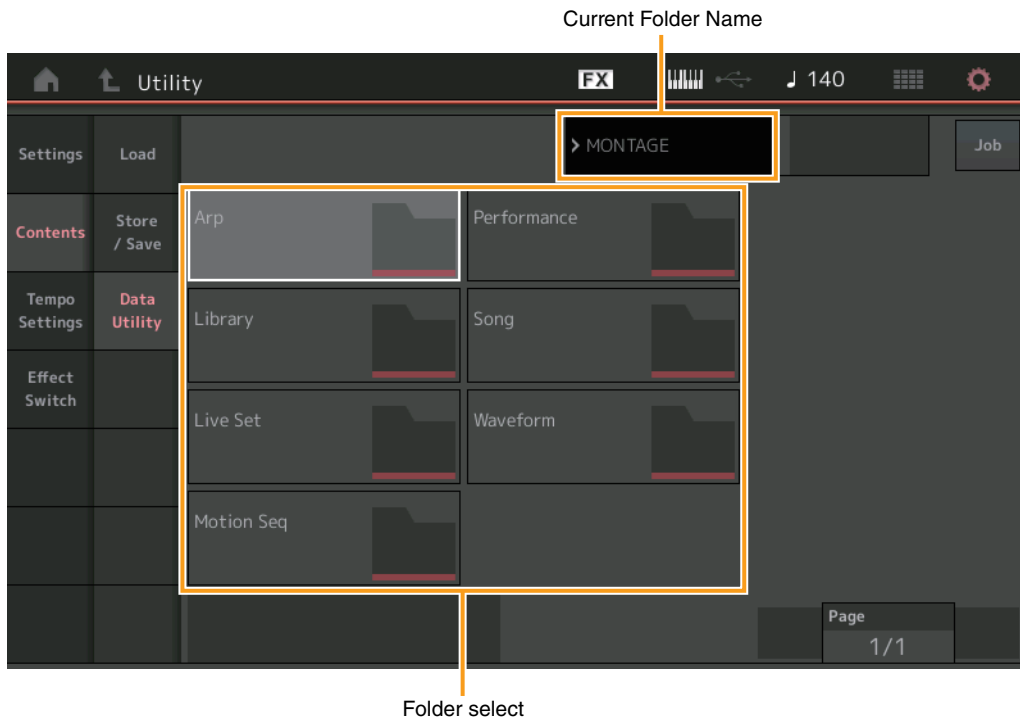 Current Folder Name
Utility
FX
140
Settings
Load
> MONTAGE
Job
Contents
Store
/ Save
Arp
Performance
Tempo
Settings
Data
Utility
Library
Song
Effect
Switch
Live Set
Waveform
Motion Seq
Page
1/1
Folder select